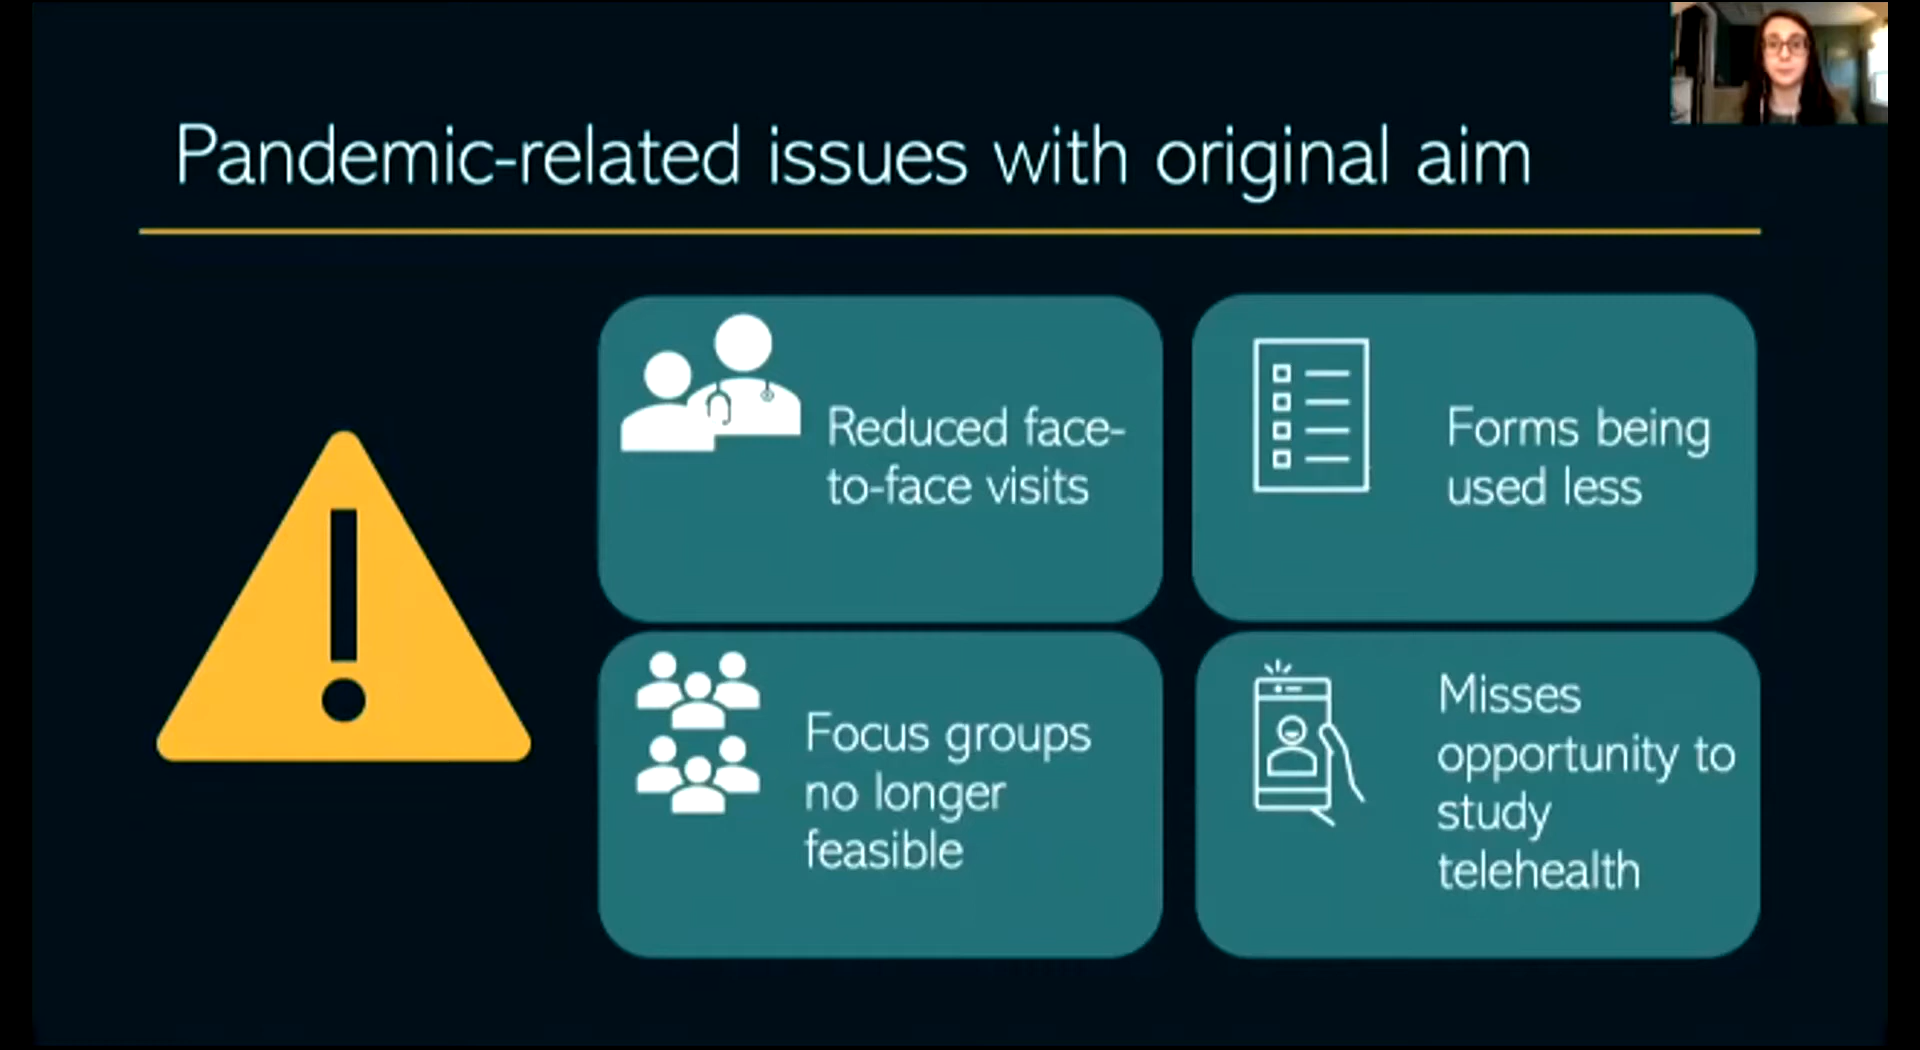 Pandemic-related issues with original aim
Reduced face-
to-face visits
Forms being
used less
Focus groups
no longer
feasible
Misses
opportunity to
study
telehealth